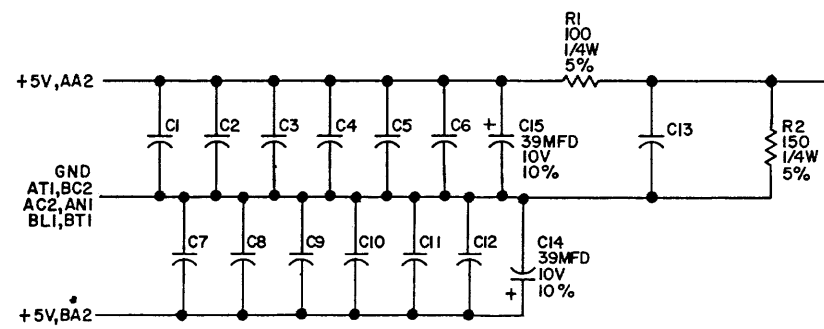 R1
100
1/4W
5%
+5V,AA2
C1
C2
C3
C4
C5
C6
+
C15
39MFD
10V
10%
C13
R2
150
1/4W
5%
GND
AT1,BC2
AC2,AN1
BL1,BT1
C7
C8
C9
C10
C11
C12
C14
39MFD
10V
10%
+
+5V,BA2